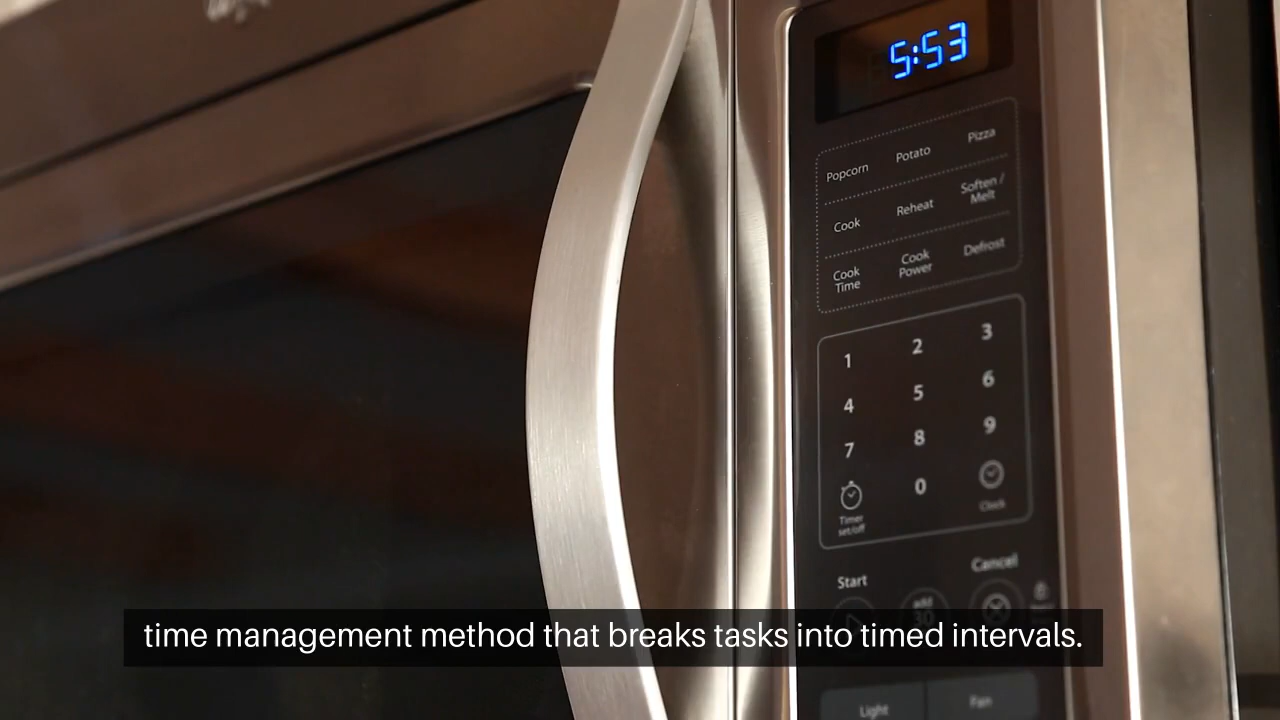 5:53
Popcorn Potato Pizza
Cook Reheat Soften / Melt
Cook Time Cook Power Defrost
1 2 3
4 5 6
7 8 9
0
Timer set/off Clock
Start Cancel
add 30
time management method that breaks tasks into timed intervals.
Light Fan